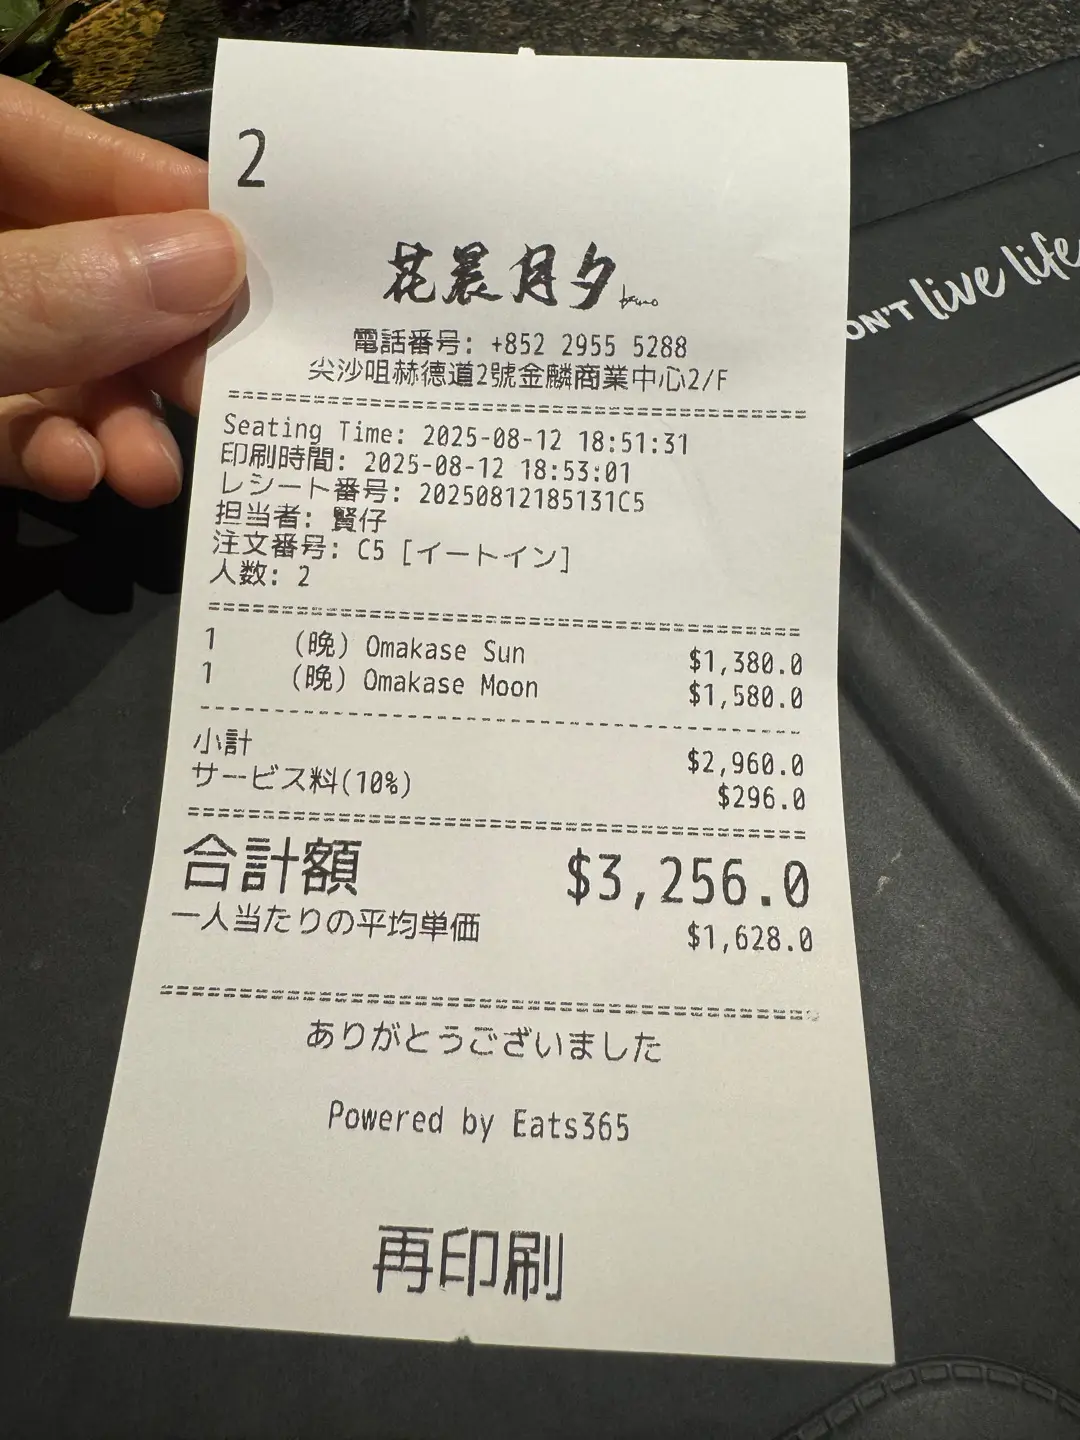 2
花晨月夕
電話番号: +852 2955 5288
尖沙咀赫德道2號金麟商業中心2/F
Seating Time: 2025-08-12 18:51:31
印刷時間: 2025-08-12 18:53:01
レシート番号: 20250812185131C5
担当者: 賢仔
注文番号: C5 [イートイン]
人数: 2
1 (晩) Omakase Sun $1,380.0
1 (晩) Omakase Moon $1,580.0
小計 $2,960.0
サービス料(10%) $296.0
合計額 $3,256.0
一人当たりの平均単価 $1,628.0
ありがとうございました
Powered by Eats365
再印刷
ON'T live life